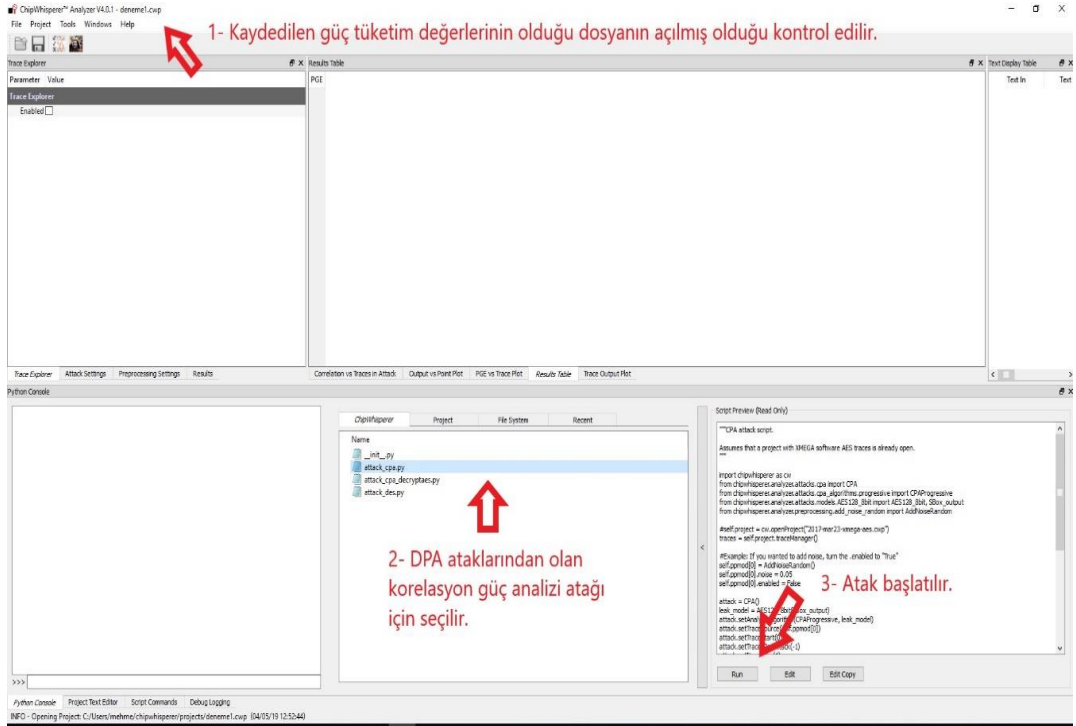 ChipWhisperer™ Analyzer V4.0.1 - deneme1.cwp
File Project Tools Windows Help
1- Kaydedilen güç tüketim değerlerinin olduğu dosyanın açılmış olduğu kontrol edilir.
Trace Explorer
Results Table
Text Display Table
Parameter Value
PGE
Text In Text
Trace Explorer
Enabled
Trace Explorer Attack Settings Preprocessing Settings Results
Correlation vs Traces in Attack Output vs Point Plot PGE vs Trace Plot Results Table Trace Output Plot
Python Console
ChipWhisperer Project File System Recent
Name
__init__.py
attack_cpa.py
attack_cpa_decryptaes.py
attack_des.py
2- DPA ataklarından olan
korelasyon güç analizi atağı
için seçilir.
Script Preview (Read Only)
"""CPA attack script.
Assumes that a project with XMEGA software AES traces is already open.
"""
import chipwhisperer as cw
from chipwhisperer.analyzer.attacks.cpa import CPA
from chipwhisperer.analyzer.attacks.cpa_algorithms.progressive import CPAProgressive
from chipwhisperer.analyzer.attacks.models.AES128_8bit import AES128_8bit, SBox_output
from chipwhisperer.analyzer.preprocessing.add_noise_random import AddNoiseRandom
#self.project = cw.openProject("2017-mar23-xmega-aes.cwp")
traces = self.project.traceManager()
#Example: If you wanted to add noise, turn the .enabled to "True"
self.ppmod[0] = AddNoiseRandom()
self.ppmod[0].noise = 0.05
self.ppmod[0].enabled = False
3- Atak başlatılır.
attack = CPA()
leak_model =
attack.setAnalysisAlgorithm(CPAProgressive, leak_model)
Run Edit Edit Copy
>>>
Python Console Project Text Editor Script Commands Debug Logging
INFO - Opening Project: C:/Users/mehme/chipwhisperer/projects/deneme1.cwp (04/05/19 12:52:44)